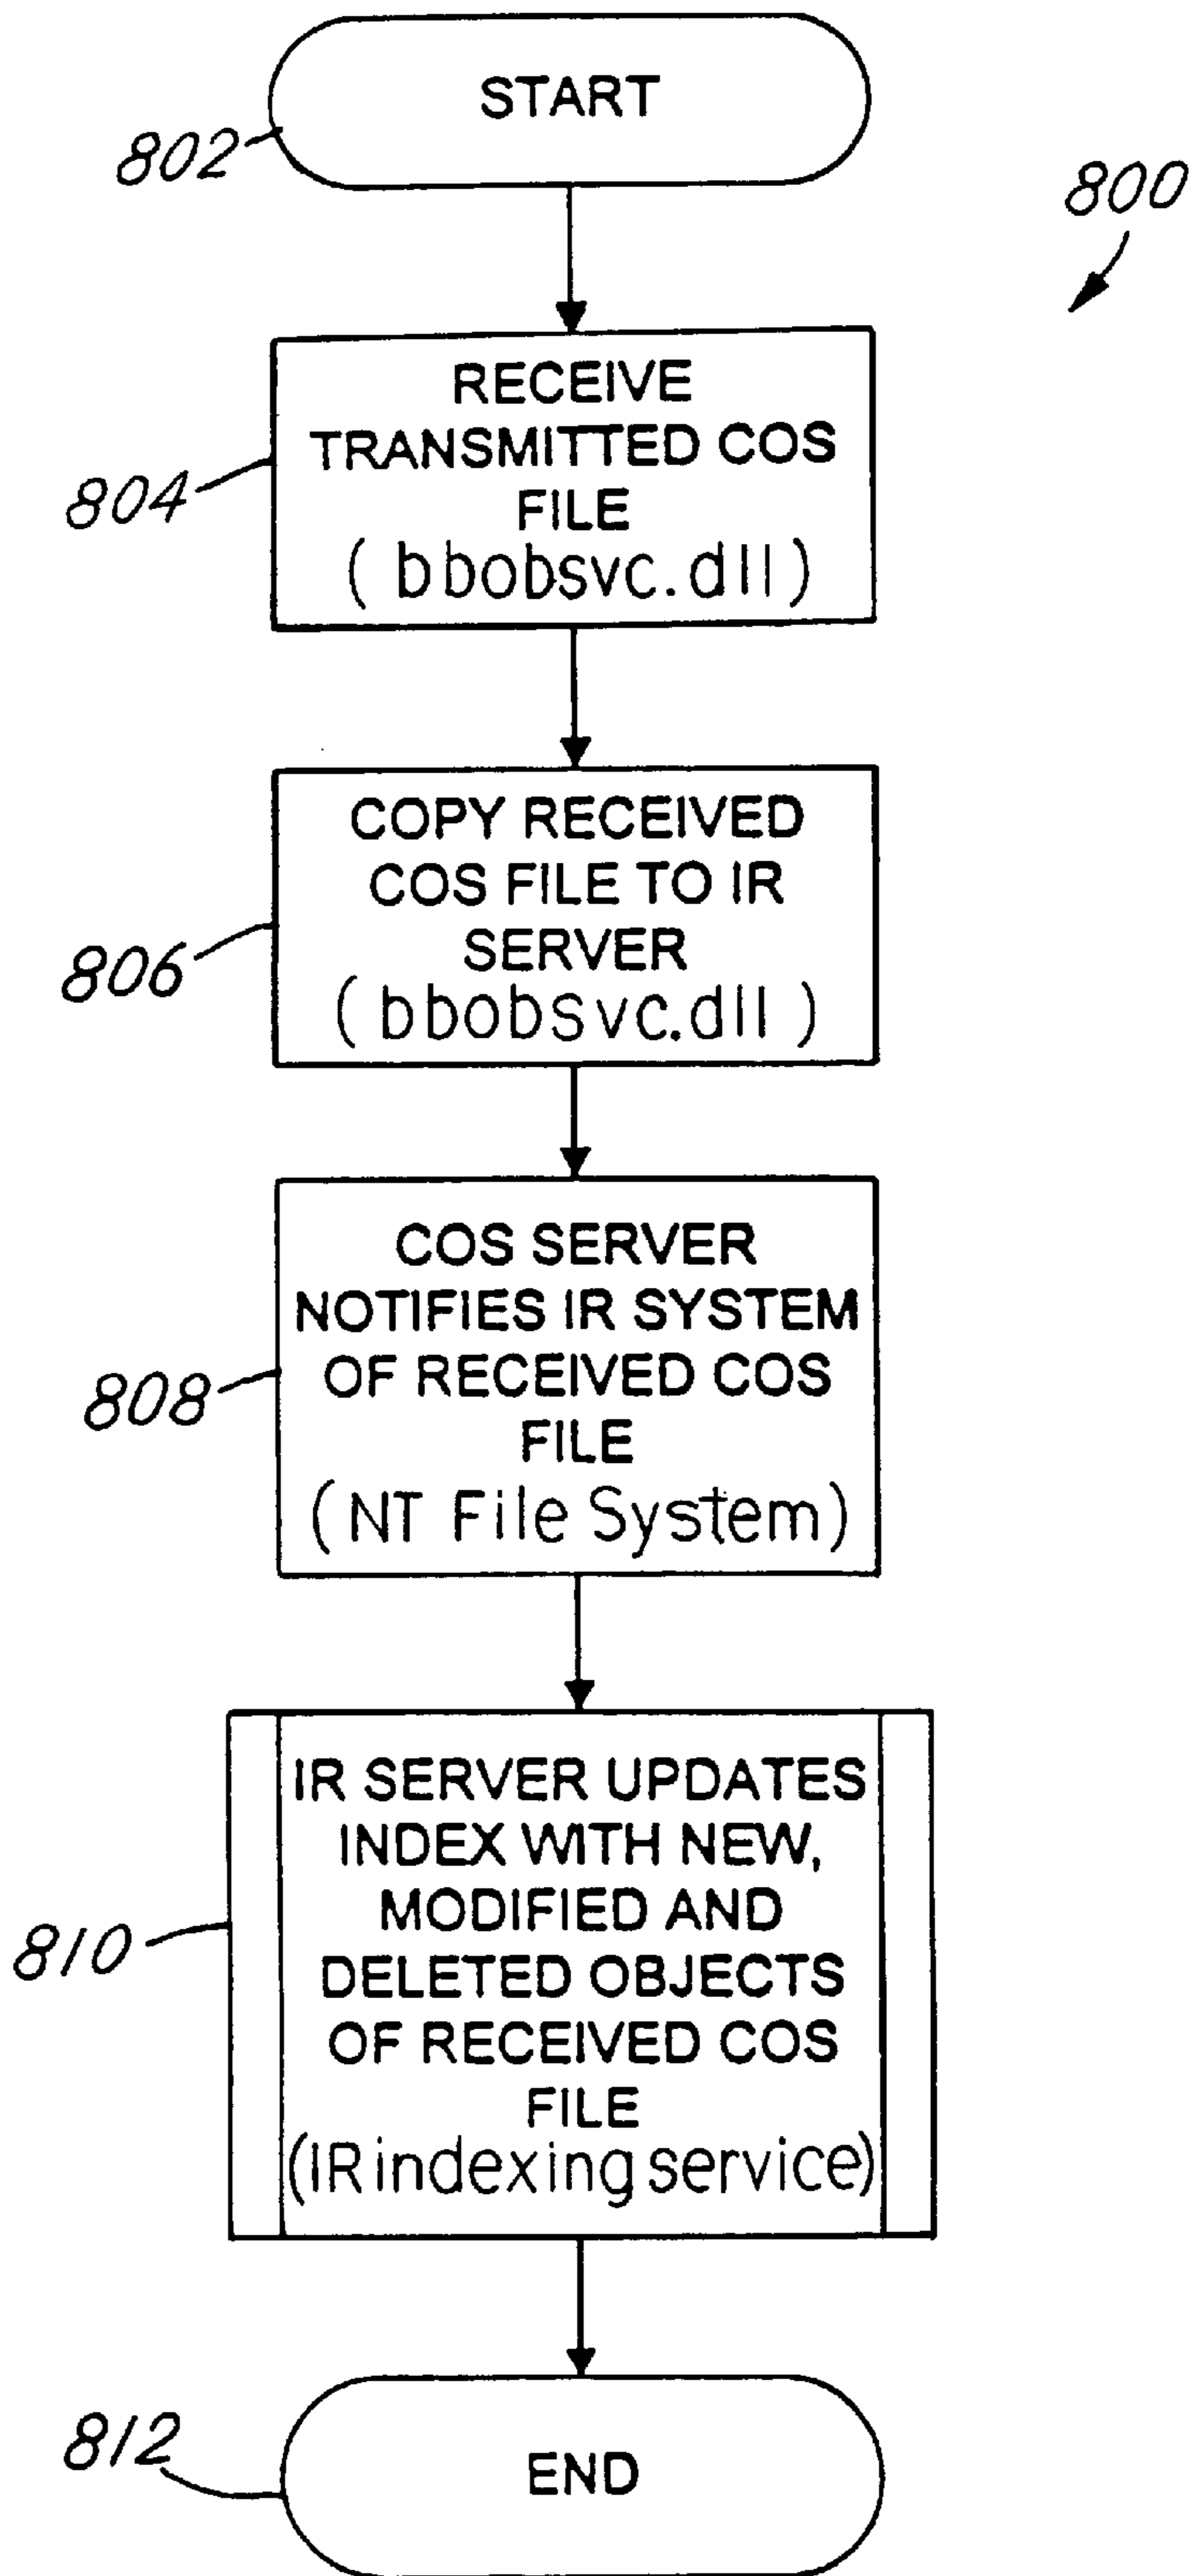 START
802
800
RECEIVE
TRANSMITTED COS
FILE
(bbobsvc.dll)
804
COPY RECEIVED
COS FILE TO IR
SERVER
(bbobsvc.dll)
806
COS SERVER
NOTIFIES IR SYSTEM
OF RECEIVED COS
FILE
(NT File System)
808
IR SERVER UPDATES
INDEX WITH NEW,
MODIFIED AND
DELETED OBJECTS
OF RECEIVED COS
FILE
(IR indexing service)
810
END
812